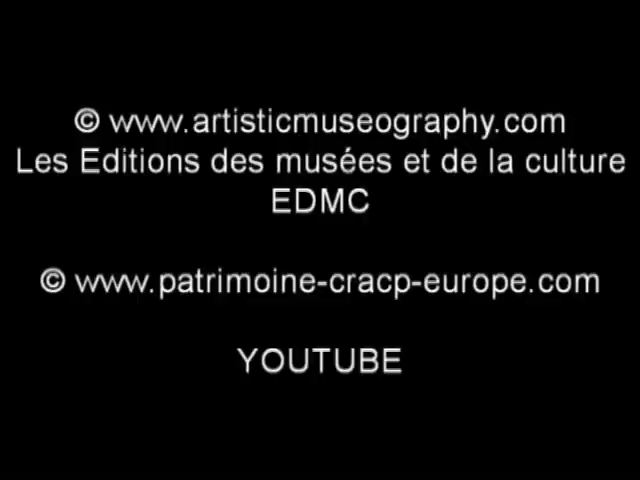 © www.artisticmuseography.com
Les Editions des musées et de la culture
EDMC
© www.patrimoine-cracp-europe.com
YOUTUBE